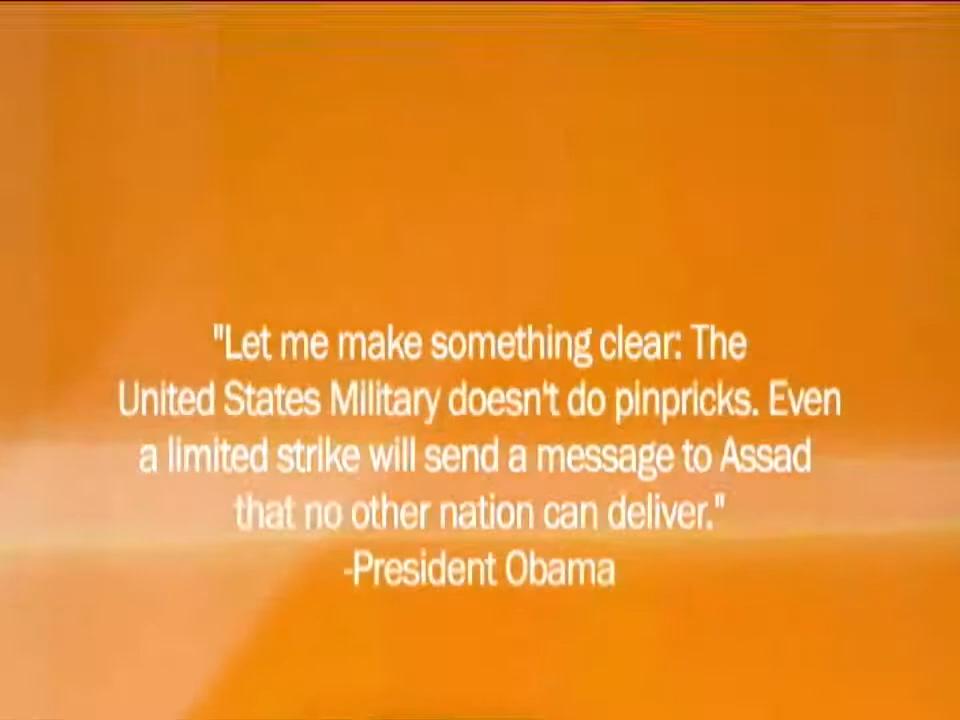 "Let me make something clear: The
United States Military doesn't do pinpricks. Even
a limited strike will send a message to Assad
that no other nation can deliver."
-President Obama